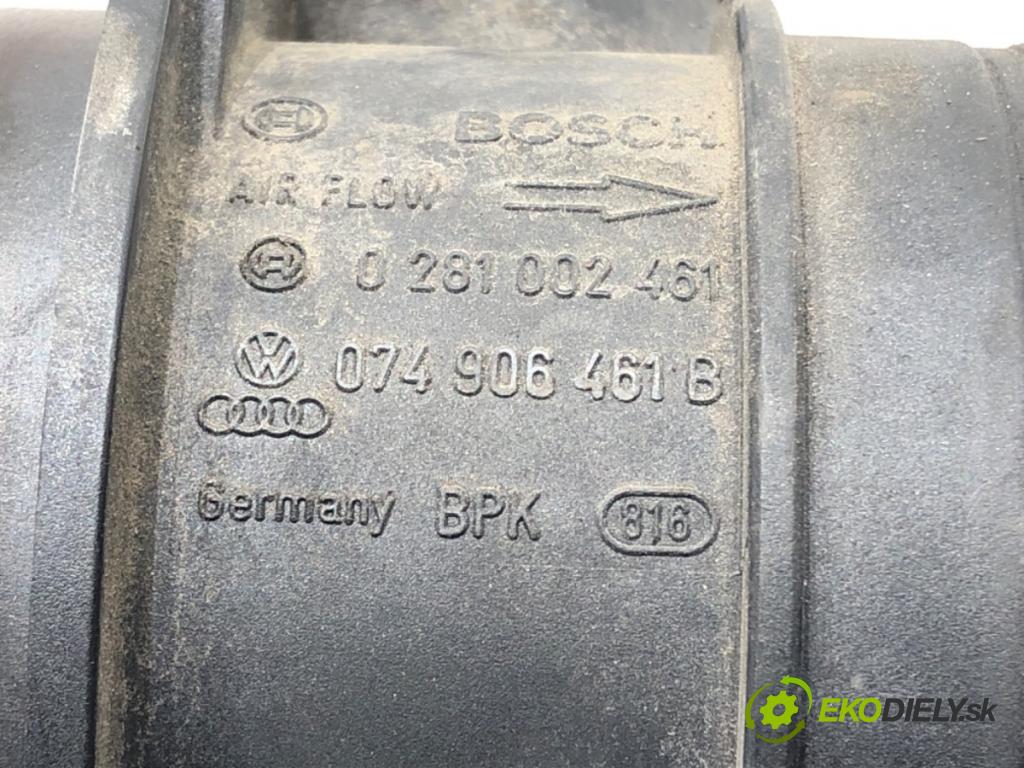 BOSCH
AIR FLOW
0 281 002 461
074 906 461 B
Germany BPK 816
EKODIELY.sk